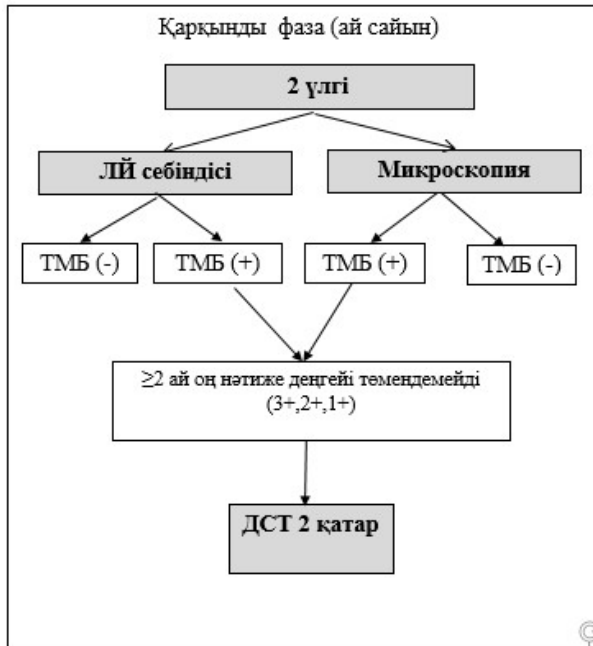 Қарқынды фаза (ай сайын)
2 үлгі
ЛЙ себіндісі
Микроскопия
ТМБ (-)
ТМБ (+)
ТМБ (+)
ТМБ (-)
≥2 ай оң нәтиже деңгейі төмендемейді
(3+,2+,1+)
ДСТ 2 қатар